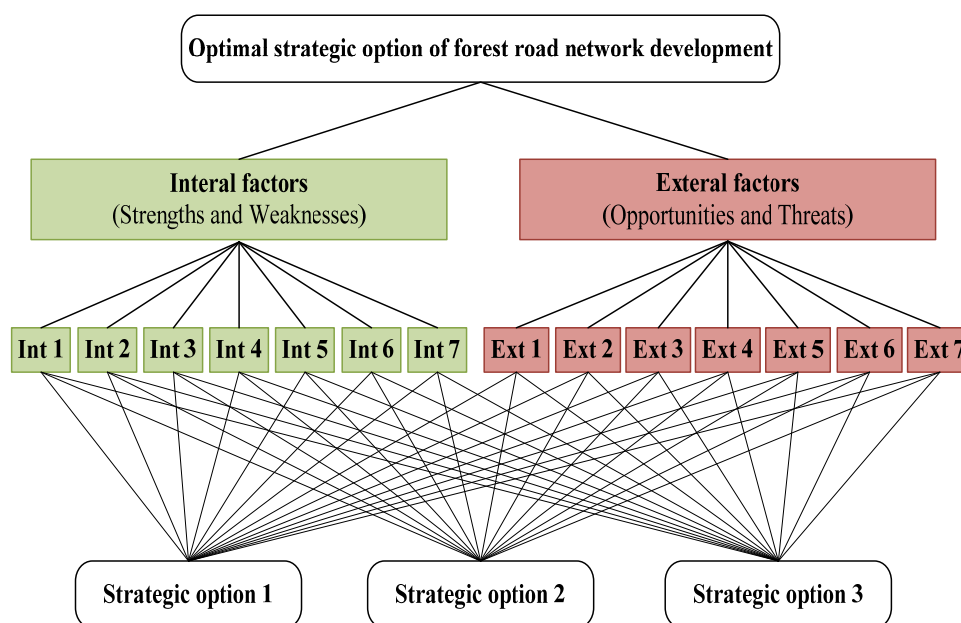 Optimal strategic option of forest road network development
Interal factors
(Strengths and Weaknesses)
Exteral factors
(Opportunities and Threats)
Int 1
Int 2
Int 3
Int 4
Int 5
Int 6
Int 7
Ext 1
Ext 2
Ext 3
Ext 4
Ext 5
Ext 6
Ext 7
Strategic option 1
Strategic option 2
Strategic option 3